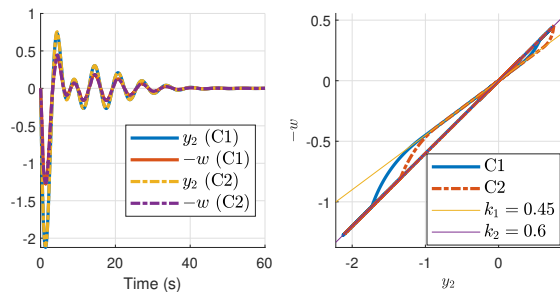 1
0.5
0
-0.5
-1
-1.5
-2
0
20
40
60
Time (s)
y₂ (C1)
−w (C1)
y₂ (C2)
−w (C2)
-0.5
-0.5
-1
-2
-1
0
y₂
−w
C1
C2
k₁ = 0.45
k₂ = 0.6